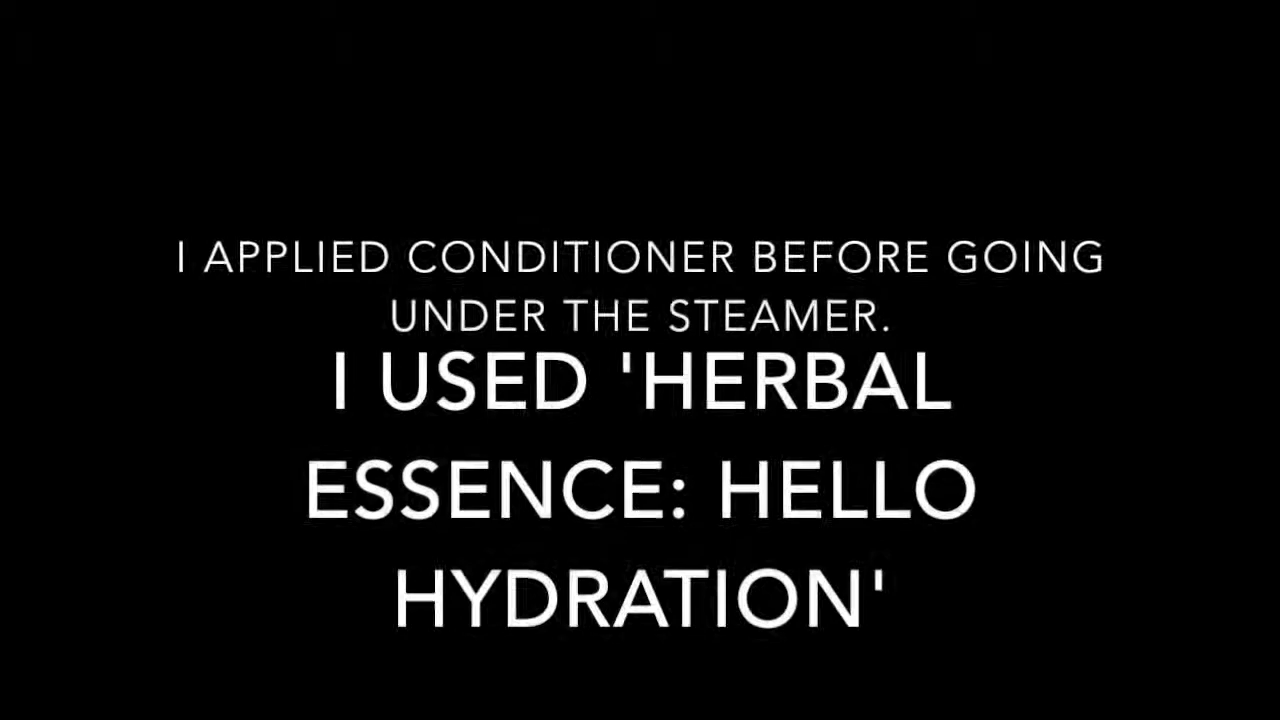 I APPLIED CONDITIONER BEFORE GOING
UNDER THE STEAMER.
I USED 'HERBAL
ESSENCE: HELLO
HYDRATION'